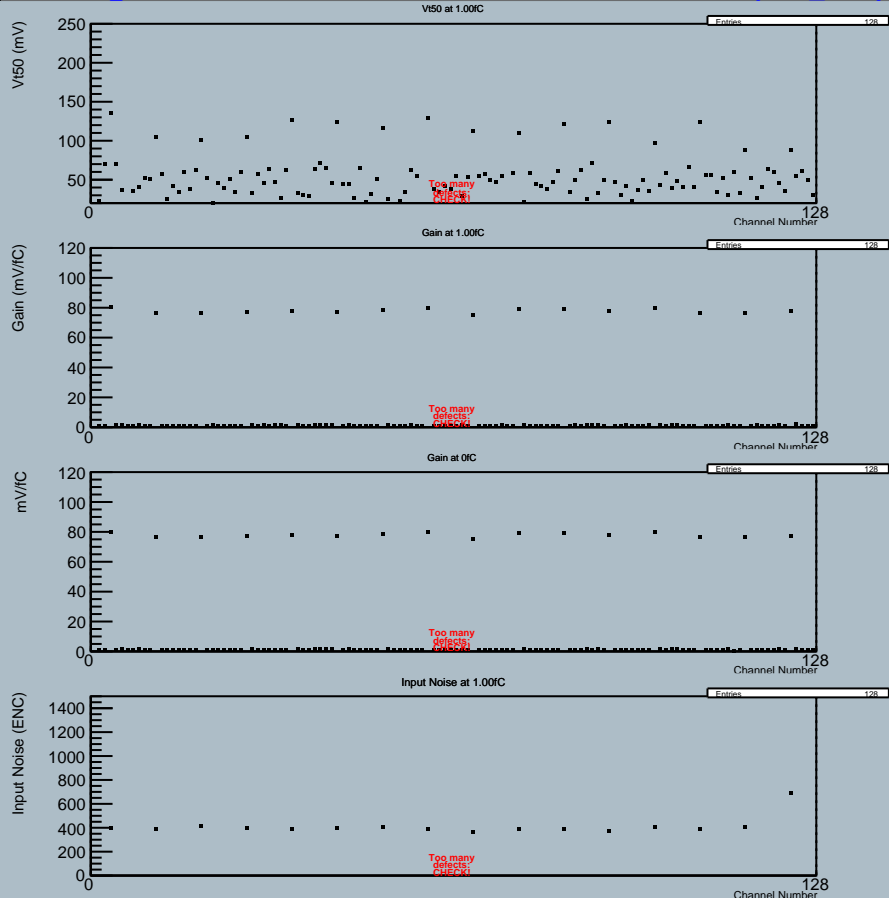 Vt50 at 1.00fC
Entries 128
Vt50 (mV)
250
200
150
100
50
Too many
defects:
CHECK!
0
128
Channel Number
Gain at 1.00fC
Entries 128
Gain (mV/fC)
120
100
80
60
40
20
0
Too many
defects:
CHECK!
0
128
Channel Number
Gain at 0fC
Entries 128
mV/fC
120
100
80
60
40
20
0
Too many
defects:
CHECK!
0
128
Channel Number
Input Noise at 1.00fC
Entries 128
Input Noise (ENC)
1400
1200
1000
800
600
400
200
0
Too many
defects:
CHECK!
0
128
Channel Number